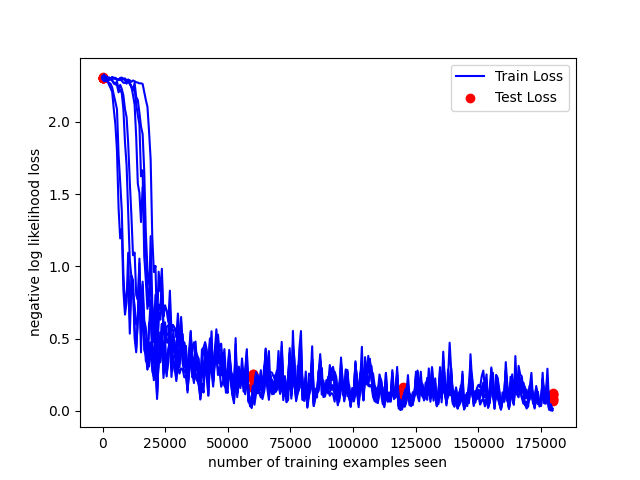 Train Loss
Test Loss
negative log likelihood loss
2.0
1.5
1.0
0.5
0.0
0 25000 50000 75000 100000 125000 150000 175000
number of training examples seen